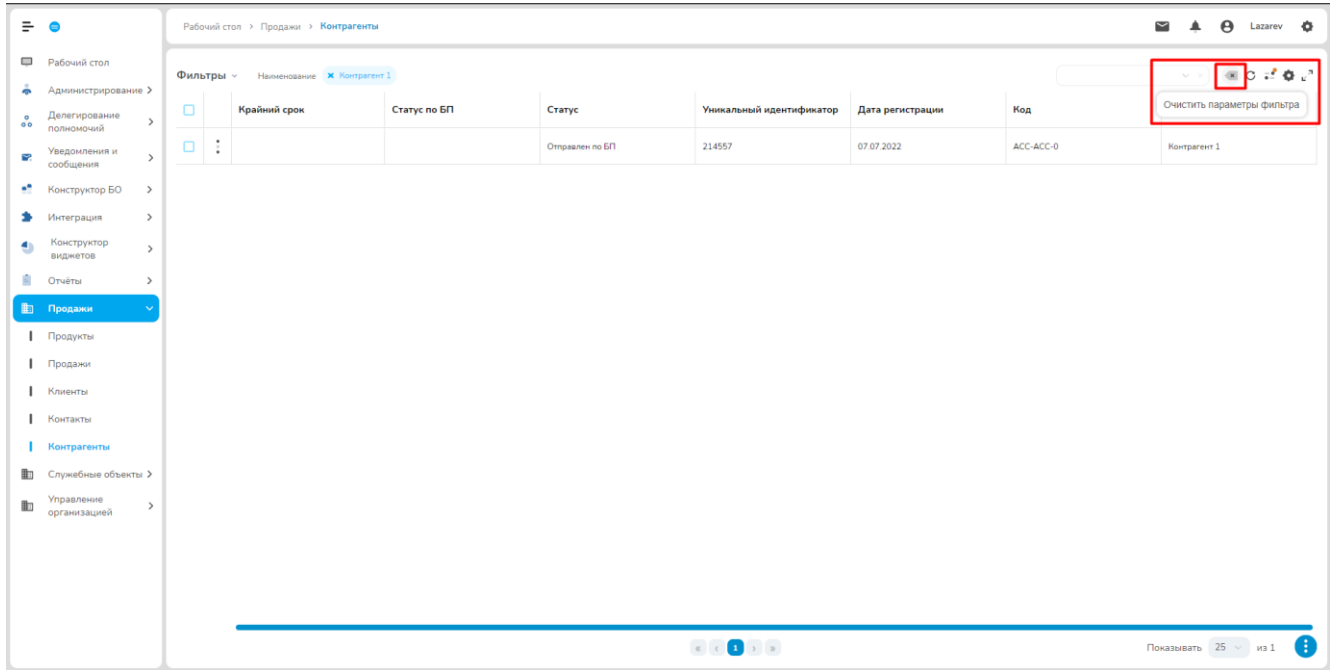 Рабочий стол > Продажи > Контрагенты
Lazarev
Рабочий стол
Администрирование
Делегирование
полномочий
Уведомления и
сообщения
Конструктор БО
Интеграция
Конструктор
виджетов
Отчёты
Продажи
Продукты
Продажи
Клиенты
Контакты
Контрагенты
Служебные объекты
Управление
организацией
Фильтры Наименование Контрагент 1
Очистить параметры фильтра
Крайний срок Статус по БП Статус Уникальный идентификатор Дата регистрации Код
Отправлен по БП 214557 07.07.2022 ACC-ACC-0 Контрагент 1
« ‹ 1 › »
Показывать 25 из 1